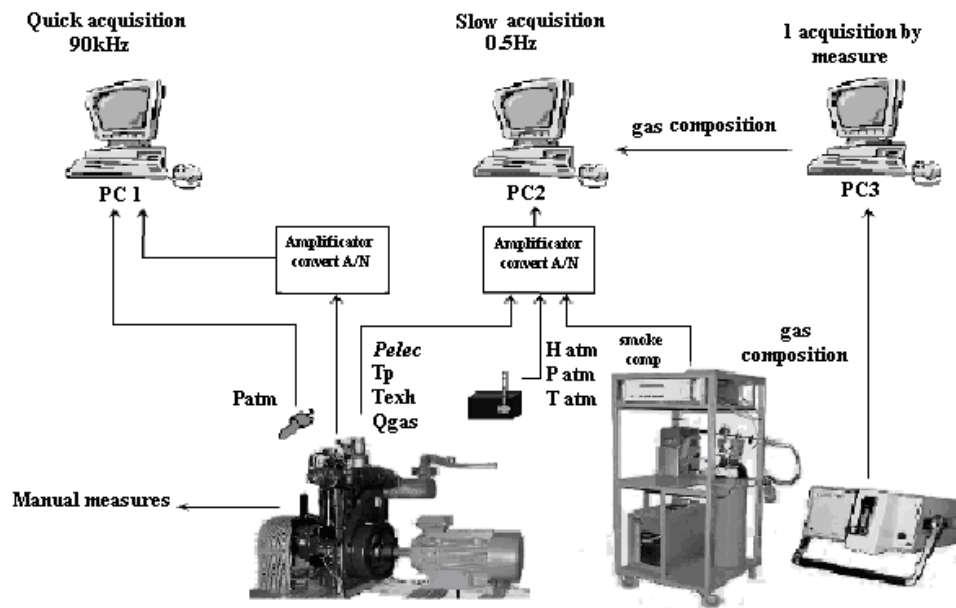 Quick acquisition
90kHz
Slow acquisition
0.5Hz
1 acquisition by
measure
gas composition
PC 1
PC2
PC3
Amplificator
convert A/N
Amplificator
convert A/N
Patm
Pelec
Tp
Texh
Qgas
H atm
P atm
T atm
smoke
comp
gas
composition
Manual measures